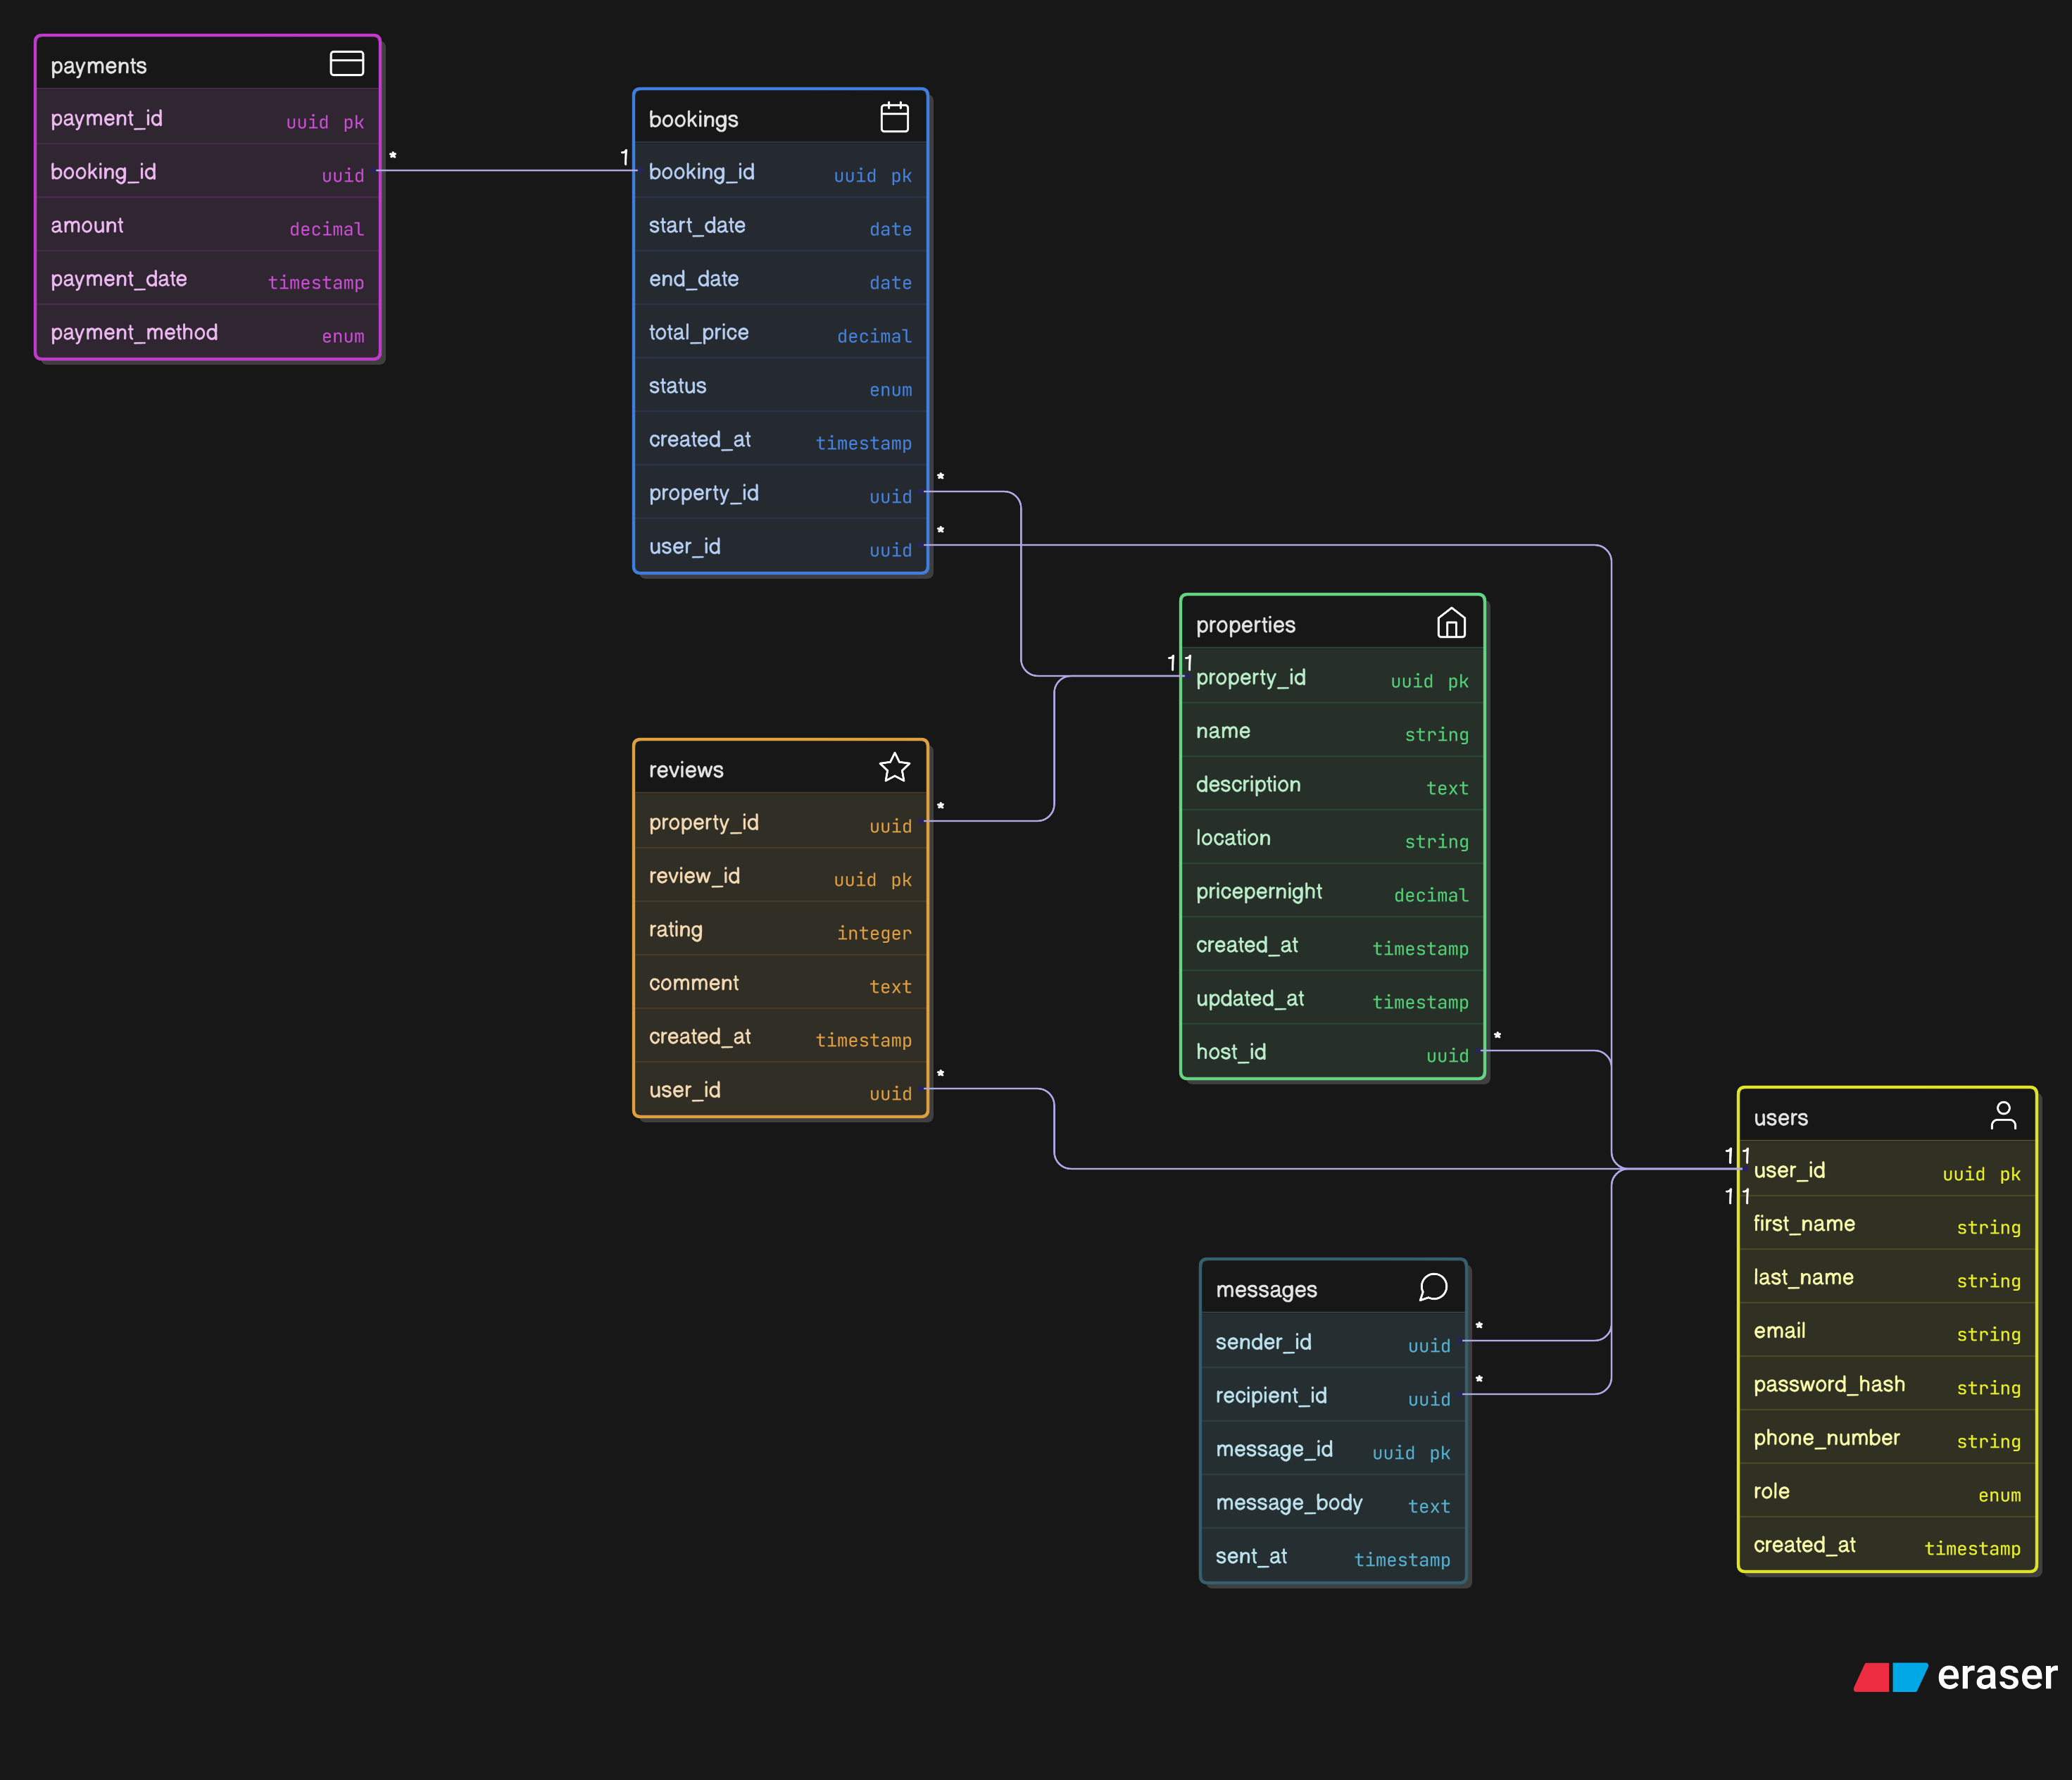 payments
payment_id uuid pk
booking_id uuid
amount decimal
payment_date timestamp
payment_method enum
* 1
bookings
booking_id uuid pk
start_date date
end_date date
total_price decimal
status enum
created_at timestamp
property_id uuid
*
user_id uuid
*
properties
1 1
property_id uuid pk
name string
description text
location string
pricepernight decimal
created_at timestamp
updated_at timestamp
host_id uuid
*
reviews
property_id uuid
*
review_id uuid pk
rating integer
comment text
created_at timestamp
user_id uuid
*
users
1 1
user_id uuid pk
1 1
first_name string
last_name string
email string
password_hash string
phone_number string
role enum
created_at timestamp
messages
sender_id uuid
*
recipient_id uuid
*
message_id uuid pk
message_body text
sent_at timestamp
eraser